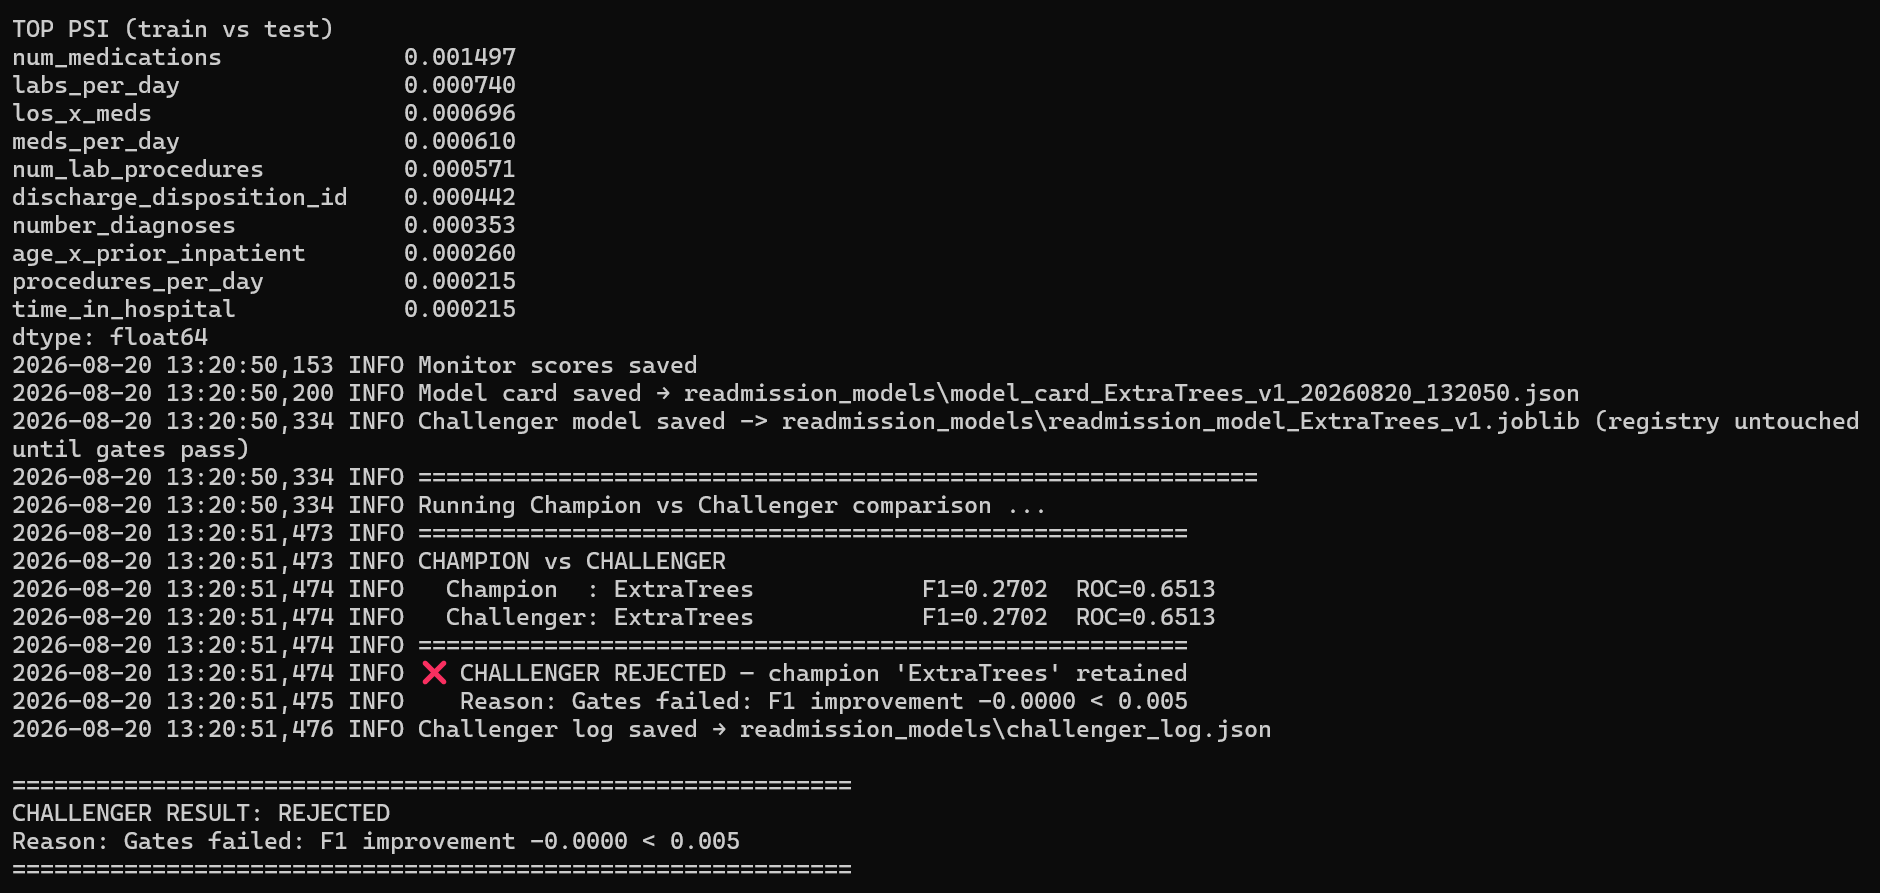 TOP PSI (train vs test)
num_medications             0.001497
labs_per_day                0.000740
los_x_meds                  0.000696
meds_per_day                0.000610
num_lab_procedures          0.000571
discharge_disposition_id    0.000442
number_diagnoses            0.000353
age_x_prior_inpatient       0.000260
procedures_per_day          0.000215
time_in_hospital            0.000215
dtype: float64
2026-08-20 13:20:50,153 INFO Monitor scores saved
2026-08-20 13:20:50,200 INFO Model card saved → readmission_models\model_card_ExtraTrees_v1_20260820_132050.json
2026-08-20 13:20:50,334 INFO Challenger model saved -> readmission_models\readmission_model_ExtraTrees_v1.joblib (registry untouched
until gates pass)
2026-08-20 13:20:50,334 INFO ============================================================
2026-08-20 13:20:50,334 INFO Running Champion vs Challenger comparison ...
2026-08-20 13:20:51,473 INFO =======================================================
2026-08-20 13:20:51,473 INFO CHAMPION vs CHALLENGER
2026-08-20 13:20:51,474 INFO   Champion  : ExtraTrees            F1=0.2702  ROC=0.6513
2026-08-20 13:20:51,474 INFO   Challenger: ExtraTrees            F1=0.2702  ROC=0.6513
2026-08-20 13:20:51,474 INFO =======================================================
2026-08-20 13:20:51,474 INFO ❌ CHALLENGER REJECTED — champion 'ExtraTrees' retained
2026-08-20 13:20:51,475 INFO    Reason: Gates failed: F1 improvement -0.0000 < 0.005
2026-08-20 13:20:51,476 INFO Challenger log saved → readmission_models\challenger_log.json
============================================================
CHALLENGER RESULT: REJECTED
Reason: Gates failed: F1 improvement -0.0000 < 0.005
============================================================